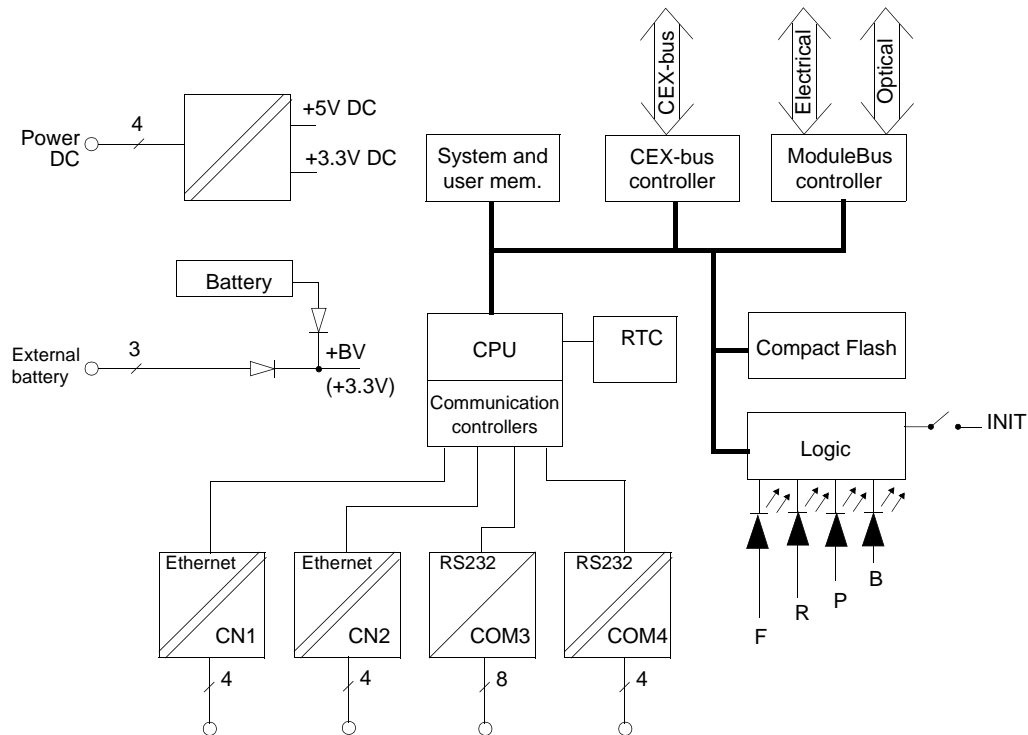 CEX-bus
Electrical
Optical
Power
DC
4
+5V DC
+3.3V DC
System and
user mem.
CEX-bus
controller
ModuleBus
controller
Battery
External
battery
3
+BV
(+3.3V)
CPU
RTC
Compact Flash
Communication
controllers
Logic
INIT
Ethernet
CN1
Ethernet
CN2
RS232
COM3
RS232
COM4
F
R
P
B
4
4
8
4